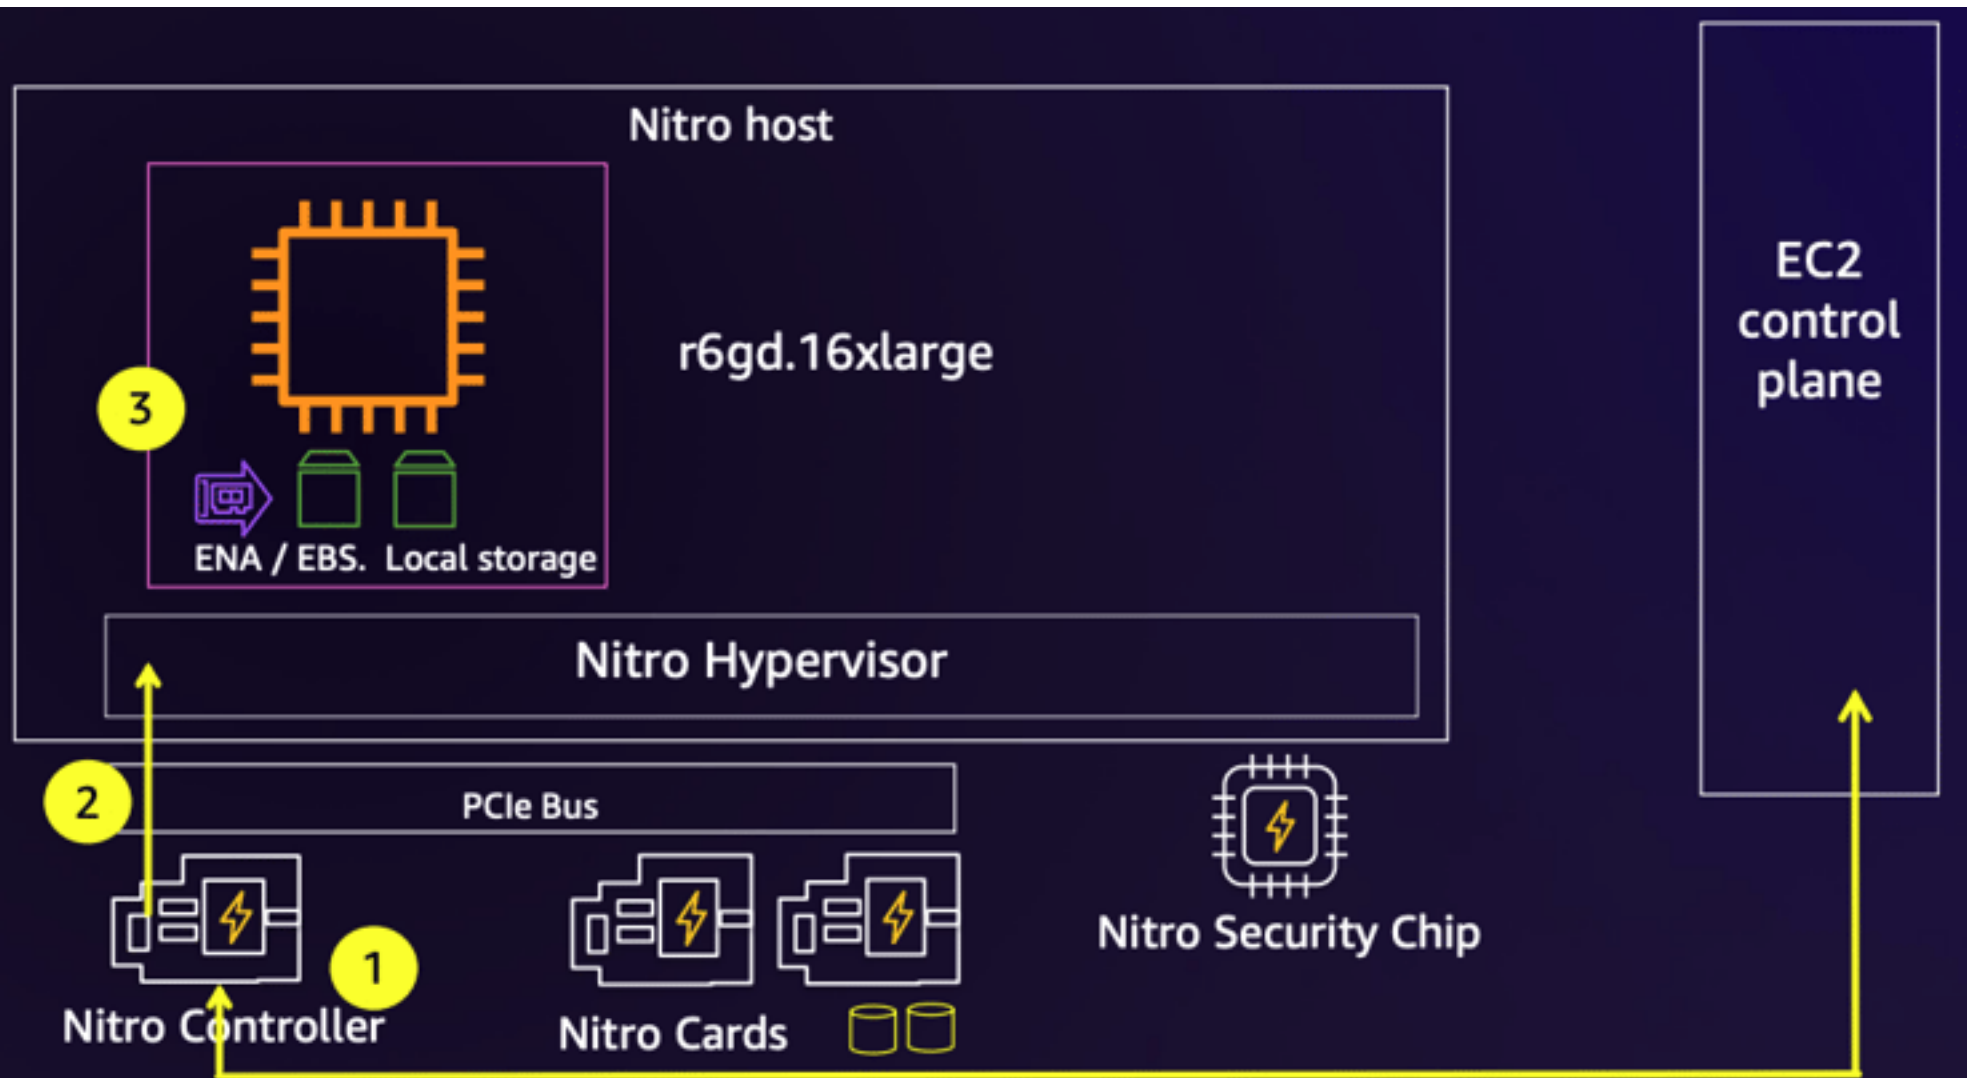 Nitro host
EC2
control
plane
r6gd.16xlarge
3
ENA / EBS. Local storage
Nitro Hypervisor
2
PCIe Bus
Nitro Security Chip
1
Nitro Controller
Nitro Cards